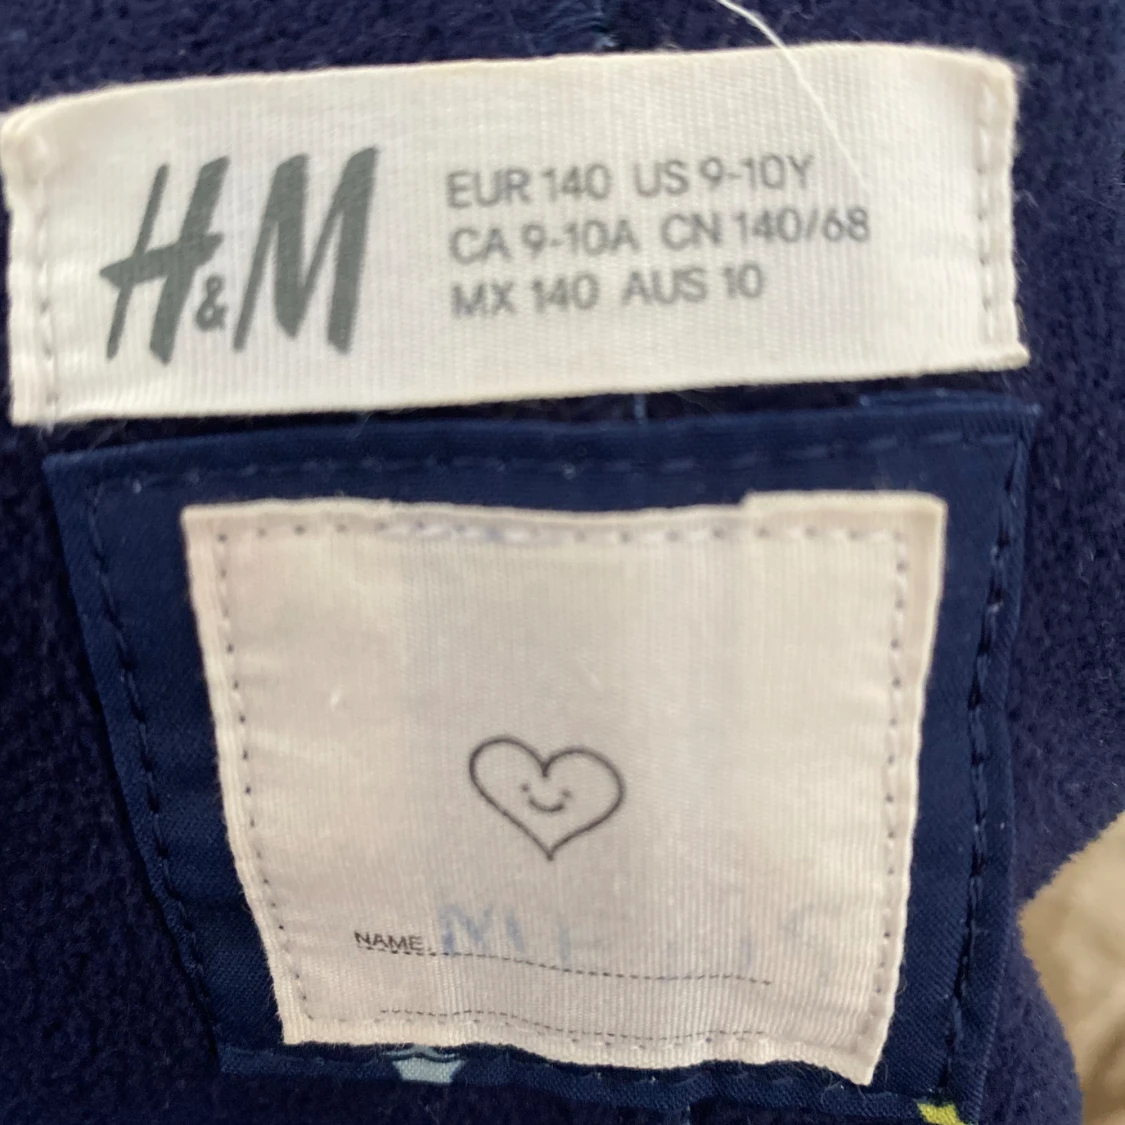 H&M
EUR 140 US 9-10Y
CA 9-10A CN 140/68
MX 140 AUS 10
NAME